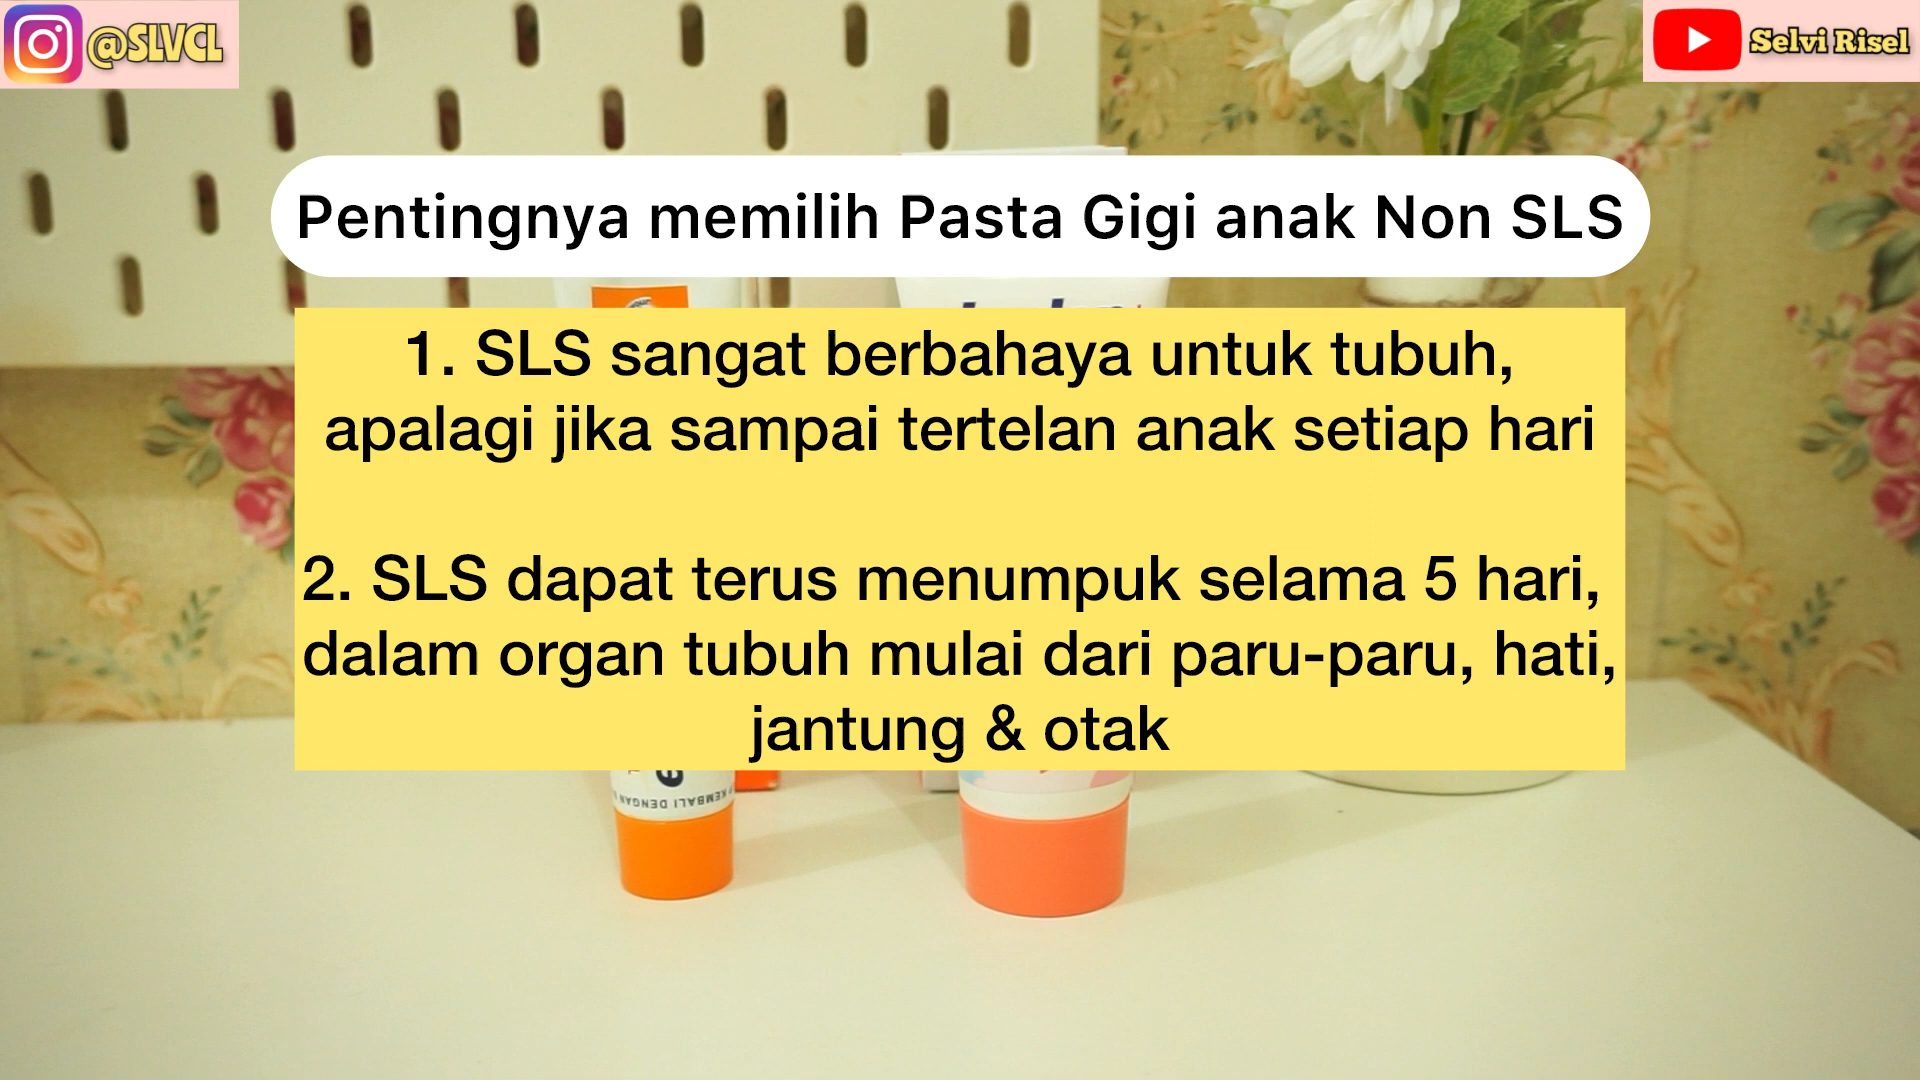 @SLVCL
Selvi Risel
Pentingnya memilih Pasta Gigi anak Non SLS
1. SLS sangat berbahaya untuk tubuh,
apalagi jika sampai tertelan anak setiap hari
2. SLS dapat terus menumpuk selama 5 hari,
dalam organ tubuh mulai dari paru-paru, hati,
jantung & otak
KEMBALI DENGAN